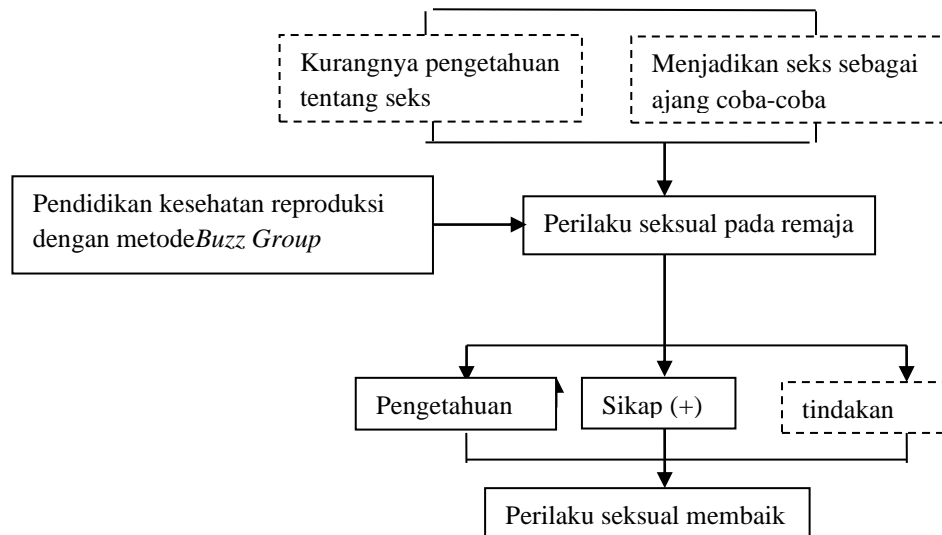 Kurangnya pengetahuan
tentang seks
Menjadikan seks sebagai
ajang coba-coba
Pendidikan kesehatan reproduksi
dengan metodeBuzz Group
Perilaku seksual pada remaja
Pengetahuan
Sikap (+)
tindakan
Perilaku seksual membaik